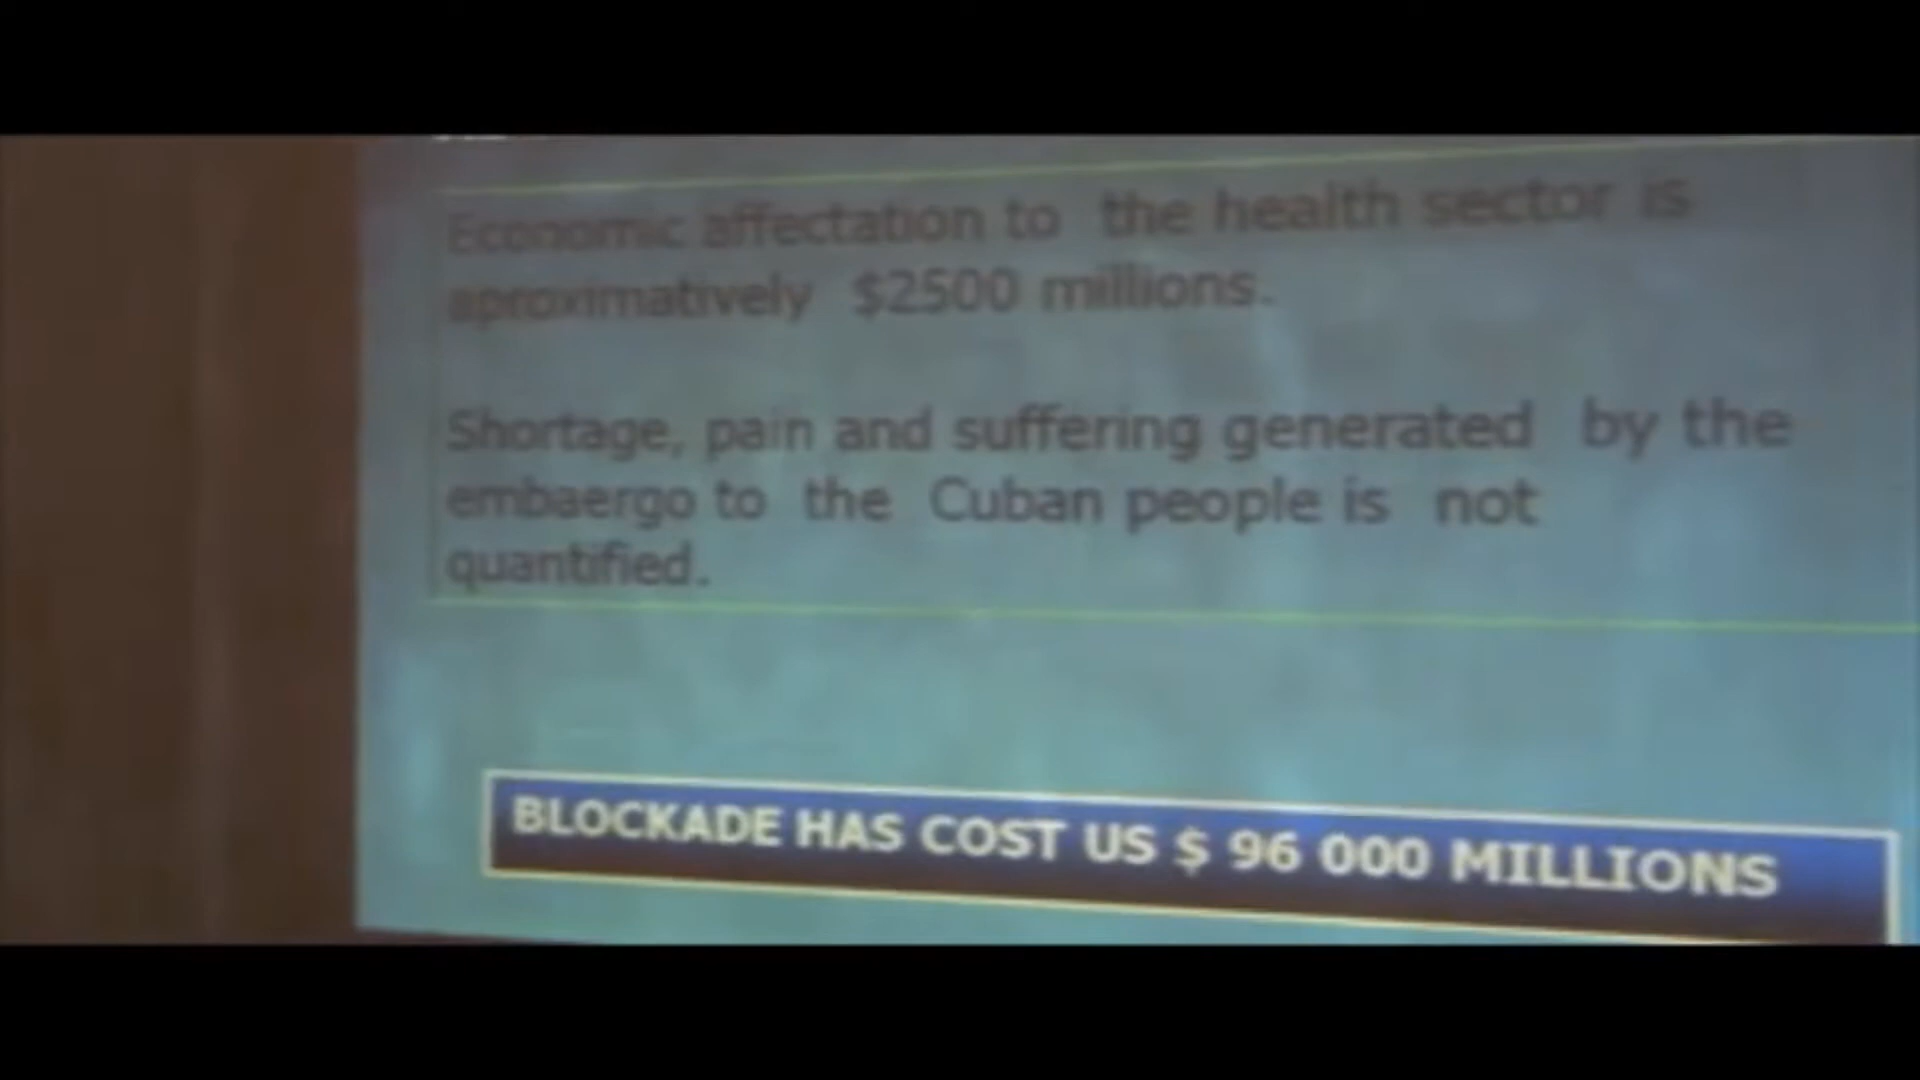 Economic affectation to the health sector is
aproximatively $2500 millions.
Shortage, pain and suffering generated by the
embaergo to the Cuban people is not
quantified.
BLOCKADE HAS COST US $ 96 000 MILLIONS